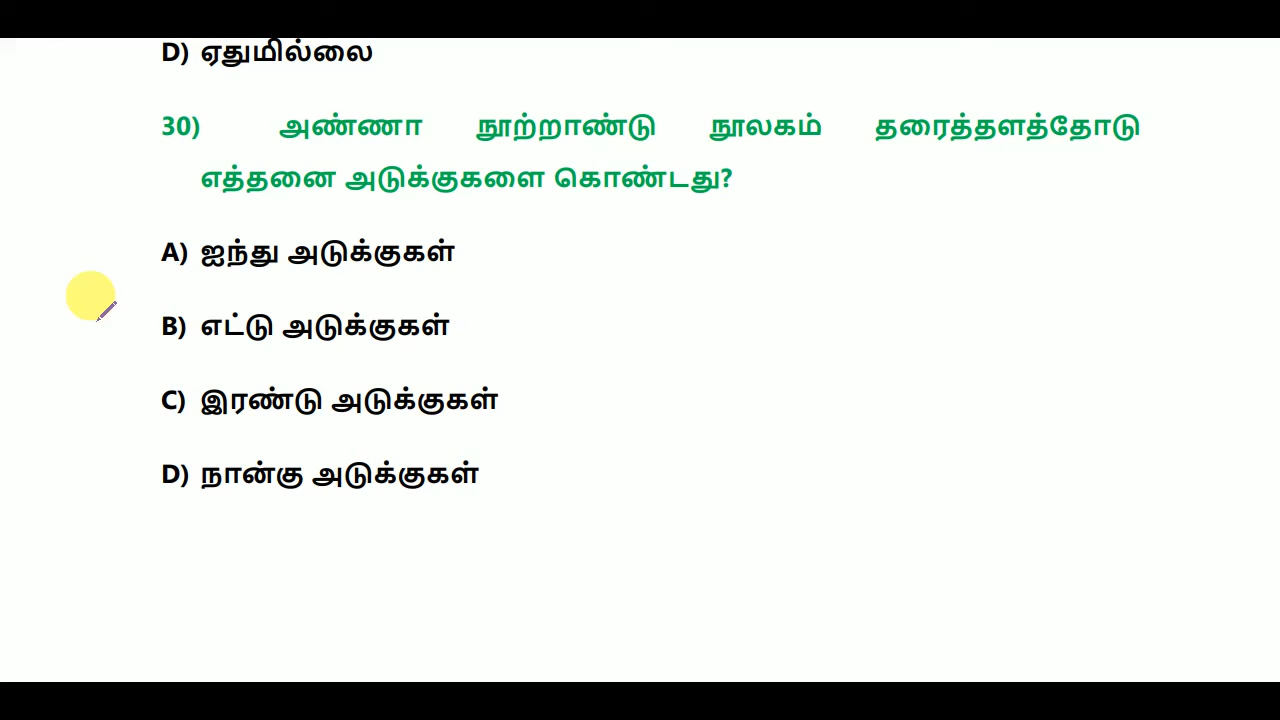 D) ஏதுமில்லை
30) அண்ணா நூற்றாண்டு நூலகம் தரைத்தளத்தோடு
எத்தனை அடுக்குகளை கொண்டது?
A) ஐந்து அடுக்குகள்
B) எட்டு அடுக்குகள்
C) இரண்டு அடுக்குகள்
D) நான்கு அடுக்குகள்